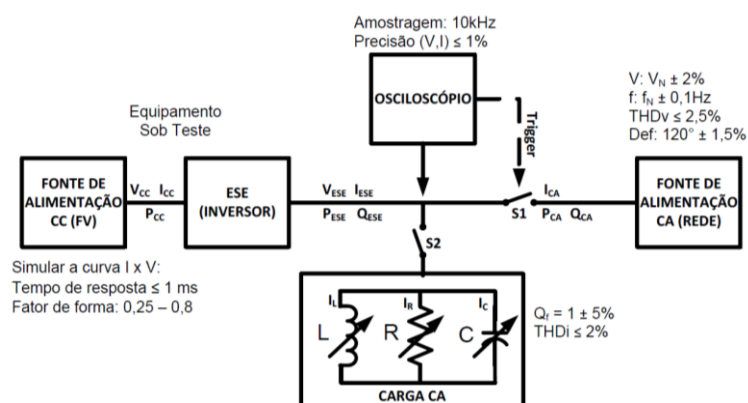 Amostragem: 10kHz
Precisão (V,I) ≤ 1%
OSCILOSCÓPIO
Trigger
V: V_N ± 2%
f: f_N ± 0,1Hz
THDv ≤ 2,5%
Def: 120° ± 1,5%
Equipamento
Sob Teste
FONTE DE
ALIMENTAÇÃO
CC (FV)
V_CC I_CC
P_CC
ESE
(INVERSOR)
V_ESE I_ESE
P_ESE Q_ESE
S1
I_CA
P_CA Q_CA
FONTE DE
ALIMENTAÇÃO
CA (REDE)
S2
Simular a curva I x V:
Tempo de resposta ≤ 1 ms
Fator de forma: 0,25 – 0,8
I_L
I_R
I_C
L
R
C
Q_f = 1 ± 5%
THDi ≤ 2%
CARGA CA